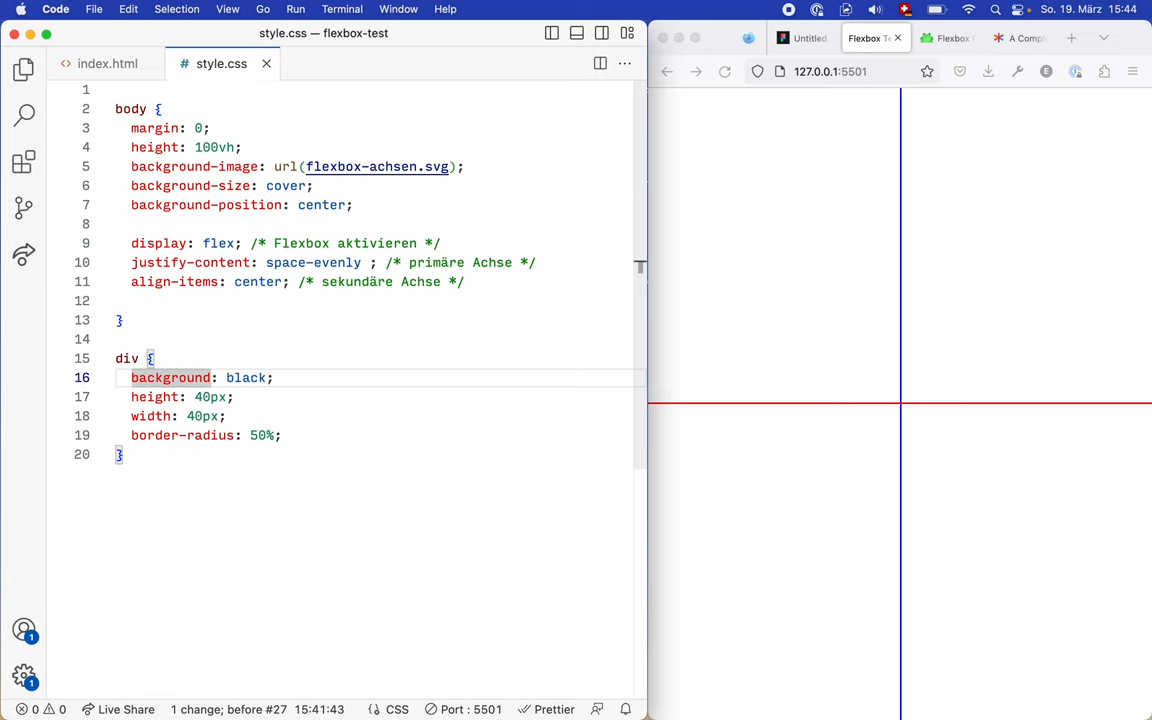 Code File Edit Selection View Go Run Terminal Window Help So. 19. März 15:44
style.css — flexbox-test
index.html # style.css
Untitled Flexbox Te Flexbox A Comple
127.0.0.1:5501
1
2 body {
3 margin: 0;
4 height: 100vh;
5 background-image: url(flexbox-achsen.svg);
6 background-size: cover;
7 background-position: center;
8
9 display: flex; /* Flexbox aktivieren */
10 justify-content: space-evenly ; /* primäre Achse */
11 align-items: center; /* sekundäre Achse */
12
13 }
14
15 div {
16 background: black;
17 height: 40px;
18 width: 40px;
19 border-radius: 50%;
20 }
1
1
0 0 Live Share 1 change; before #27 15:41:43 {} CSS Port : 5501 Prettier